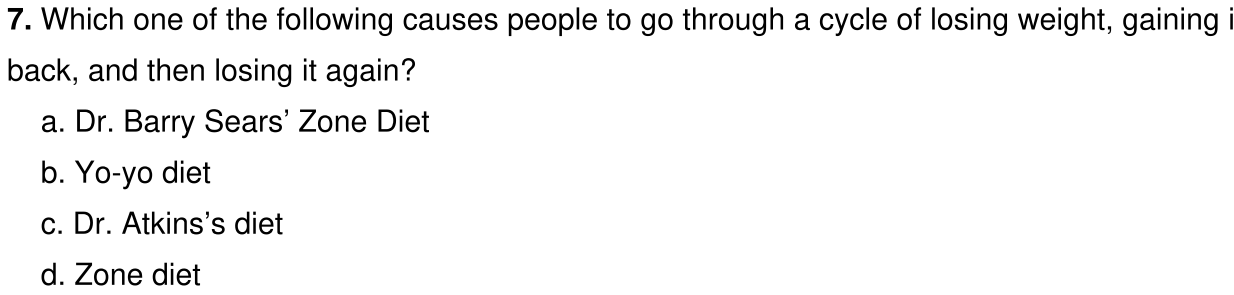 7. Which one of the following causes people to go through a cycle of losing weight, gaining i
back, and then losing it again?
a. Dr. Barry Sears’ Zone Diet
b. Yo-yo diet
c. Dr. Atkins’s diet
d. Zone diet